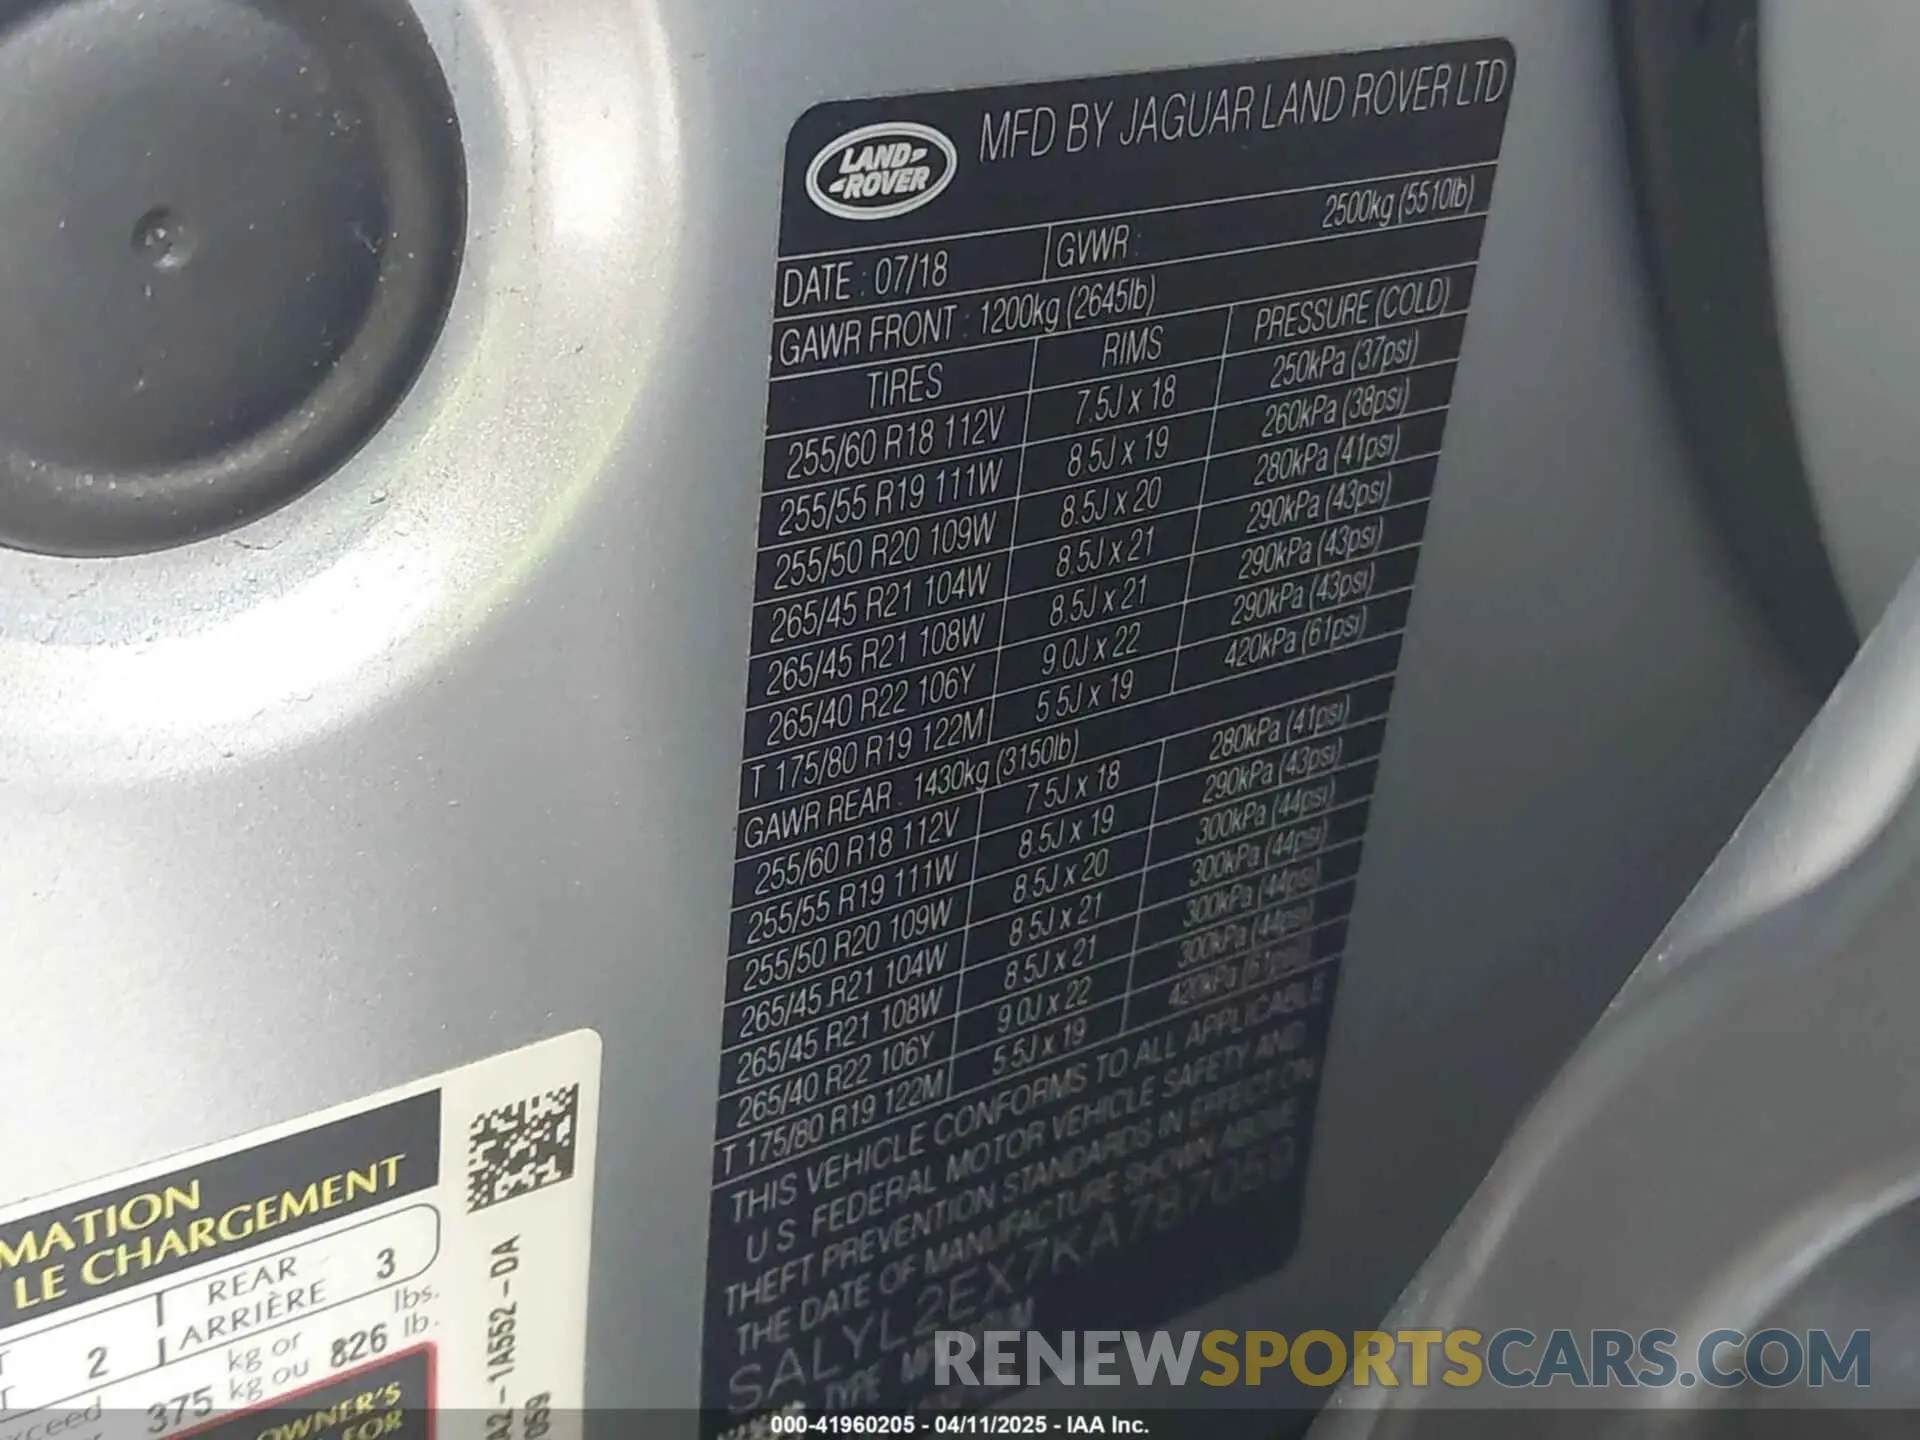 LAND-
-ROVER
MFD BY JAGUAR LAND ROVER LTD
DATE : 07/18 GVWR : 2500kg (5510lb)
GAWR FRONT : 1200kg (2645lb)
TIRES RIMS PRESSURE (COLD)
255/60 R18 112V 7.5J x 18 250kPa (37psi)
255/55 R19 111W 8.5J x 19 260kPa (38psi)
255/50 R20 109W 8.5J x 20 280kPa (41psi)
265/45 R21 104W 8.5J x 21 290kPa (43psi)
265/45 R21 108W 8.5J x 21 290kPa (43psi)
265/40 R22 106Y 9.0J x 22 290kPa (43psi)
T 175/80 R19 122M 5.5J x 19 420kPa (61psi)
GAWR REAR : 1430kg (3150lb)
255/60 R18 112V 7.5J x 18 280kPa (41psi)
255/55 R19 111W 8.5J x 19 290kPa (43psi)
255/50 R20 109W 8.5J x 20 300kPa (44psi)
265/45 R21 104W 8.5J x 21 300kPa (44psi)
265/45 R21 108W 8.5J x 21 300kPa (44psi)
265/40 R22 106Y 9.0J x 22 300kPa (44psi)
T 175/80 R19 122M 5.5J x 19 420kPa (61psi)
THIS VEHICLE CONFORMS TO ALL APPLICABLE
U.S. FEDERAL MOTOR VEHICLE SAFETY AND
THEFT PREVENTION STANDARDS IN EFFECT ON
THE DATE OF MANUFACTURE SHOWN ABOVE
SALYL2EX7KA787059
TYPE
MATION
LE CHARGEMENT
2 REAR 3
ARRIÈRE
xceed 375 kg or 826 lbs.
kg ou lb.
OWNER'S
FOR
A2-1A552-DA
059
RENEWSPORTSCARS.COM
000-41960205 - 04/11/2025 - IAA Inc.